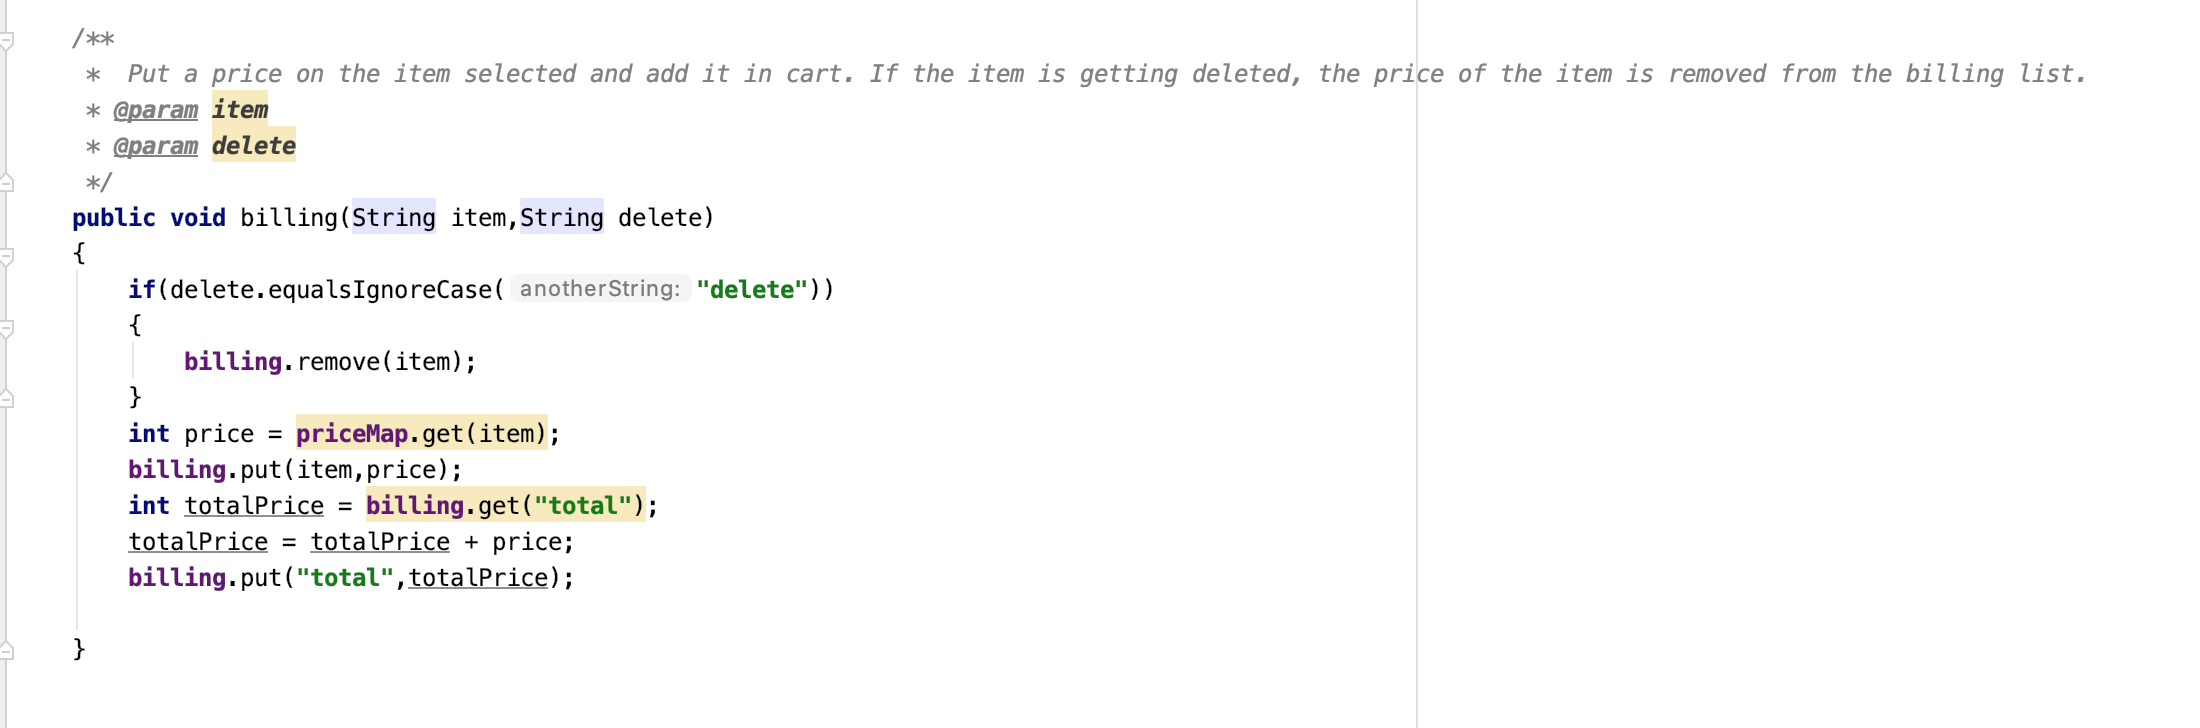 /**
 *  Put a price on the item selected and add it in cart. If the item is getting deleted, the price of the item is removed from the billing list.
 * @param item
 * @param delete
 */
public void billing(String item,String delete)
{
    if(delete.equalsIgnoreCase( anotherString: "delete"))
    {
        billing.remove(item);
    }
    int price = priceMap.get(item);
    billing.put(item,price);
    int totalPrice = billing.get("total");
    totalPrice = totalPrice + price;
    billing.put("total",totalPrice);
}